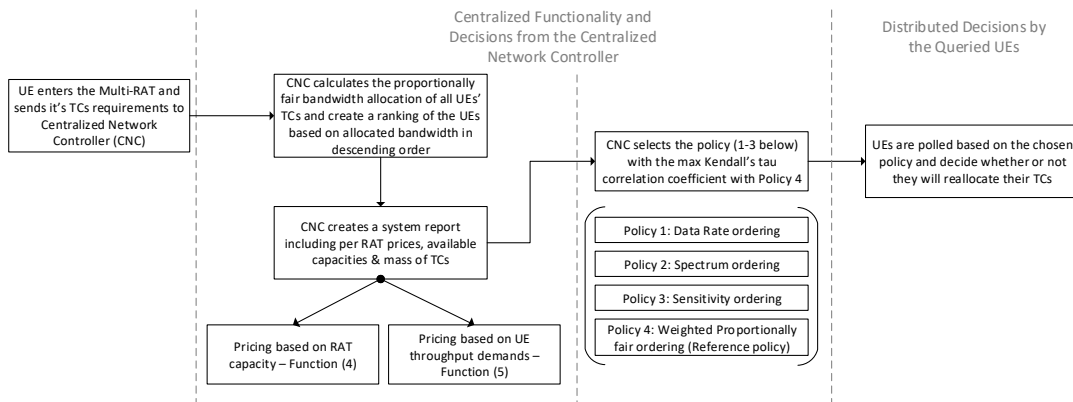 Centralized Functionality and
Decisions from the Centralized
Network Controller
Distributed Decisions by
the Queried UEs
UE enters the Multi-RAT and
sends it's TCs requirements to
Centralized Network
Controller (CNC)
CNC calculates the proportionally
fair bandwidth allocation of all UEs'
TCs and create a ranking of the UEs
based on allocated bandwidth in
descending order
CNC creates a system report
including per RAT prices, available
capacities & mass of TCs
Pricing based on RAT
capacity – Function (4)
Pricing based on UE
throughput demands –
Function (5)
CNC selects the policy (1-3 below)
with the max Kendall's tau
correlation coefficient with Policy 4
Policy 1: Data Rate ordering
Policy 2: Spectrum ordering
Policy 3: Sensitivity ordering
Policy 4: Weighted Proportionally
fair ordering (Reference policy)
UEs are polled based on the chosen
policy and decide whether or not
they will reallocate their TCs